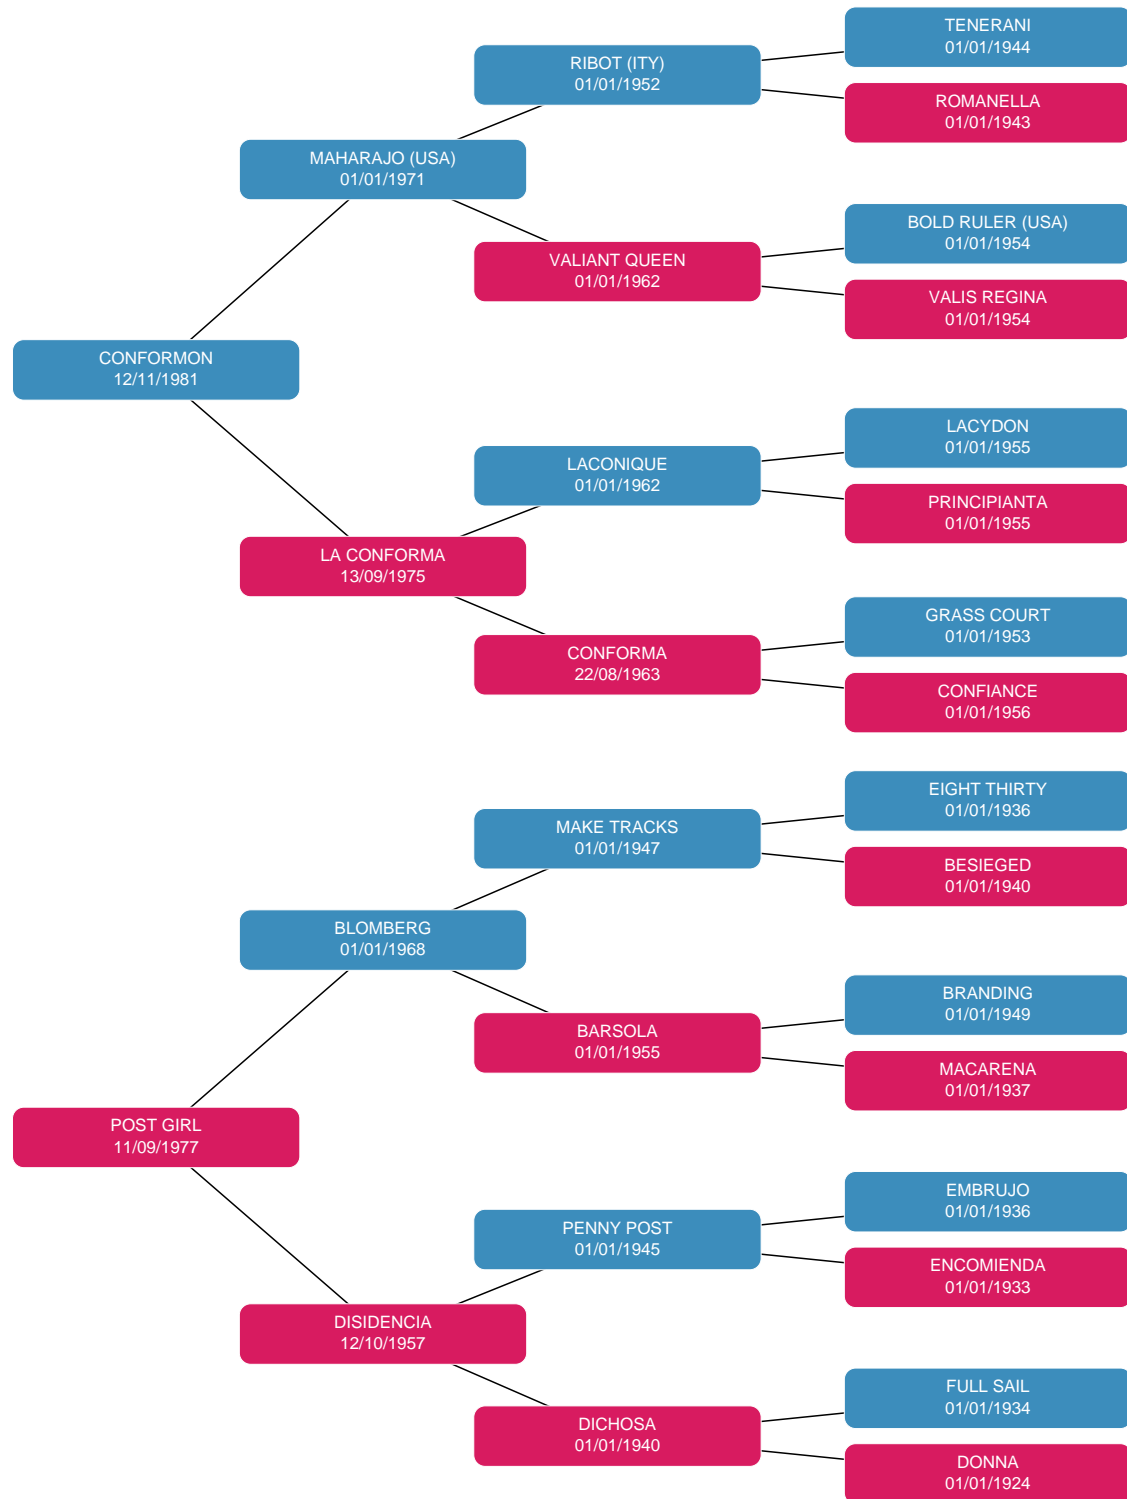 TENERANI
01/01/1944
RIBOT (ITY)
01/01/1952
ROMANELLA
01/01/1943
MAHARAJO (USA)
01/01/1971
BOLD RULER (USA)
01/01/1954
VALIANT QUEEN
01/01/1962
VALIS REGINA
01/01/1954
CONFORMON
12/11/1981
LACYDON
01/01/1955
LACONIQUE
01/01/1962
PRINCIPIANTA
01/01/1955
LA CONFORMA
13/09/1975
GRASS COURT
01/01/1953
CONFORMA
22/08/1963
CONFIANCE
01/01/1956
EIGHT THIRTY
01/01/1936
MAKE TRACKS
01/01/1947
BESIEGED
01/01/1940
BLOMBERG
01/01/1968
BRANDING
01/01/1949
BARSOLA
01/01/1955
MACARENA
01/01/1937
POST GIRL
11/09/1977
EMBRUJO
01/01/1936
PENNY POST
01/01/1945
ENCOMIENDA
01/01/1933
DISIDENCIA
12/10/1957
FULL SAIL
01/01/1934
DICHOSA
01/01/1940
DONNA
01/01/1924